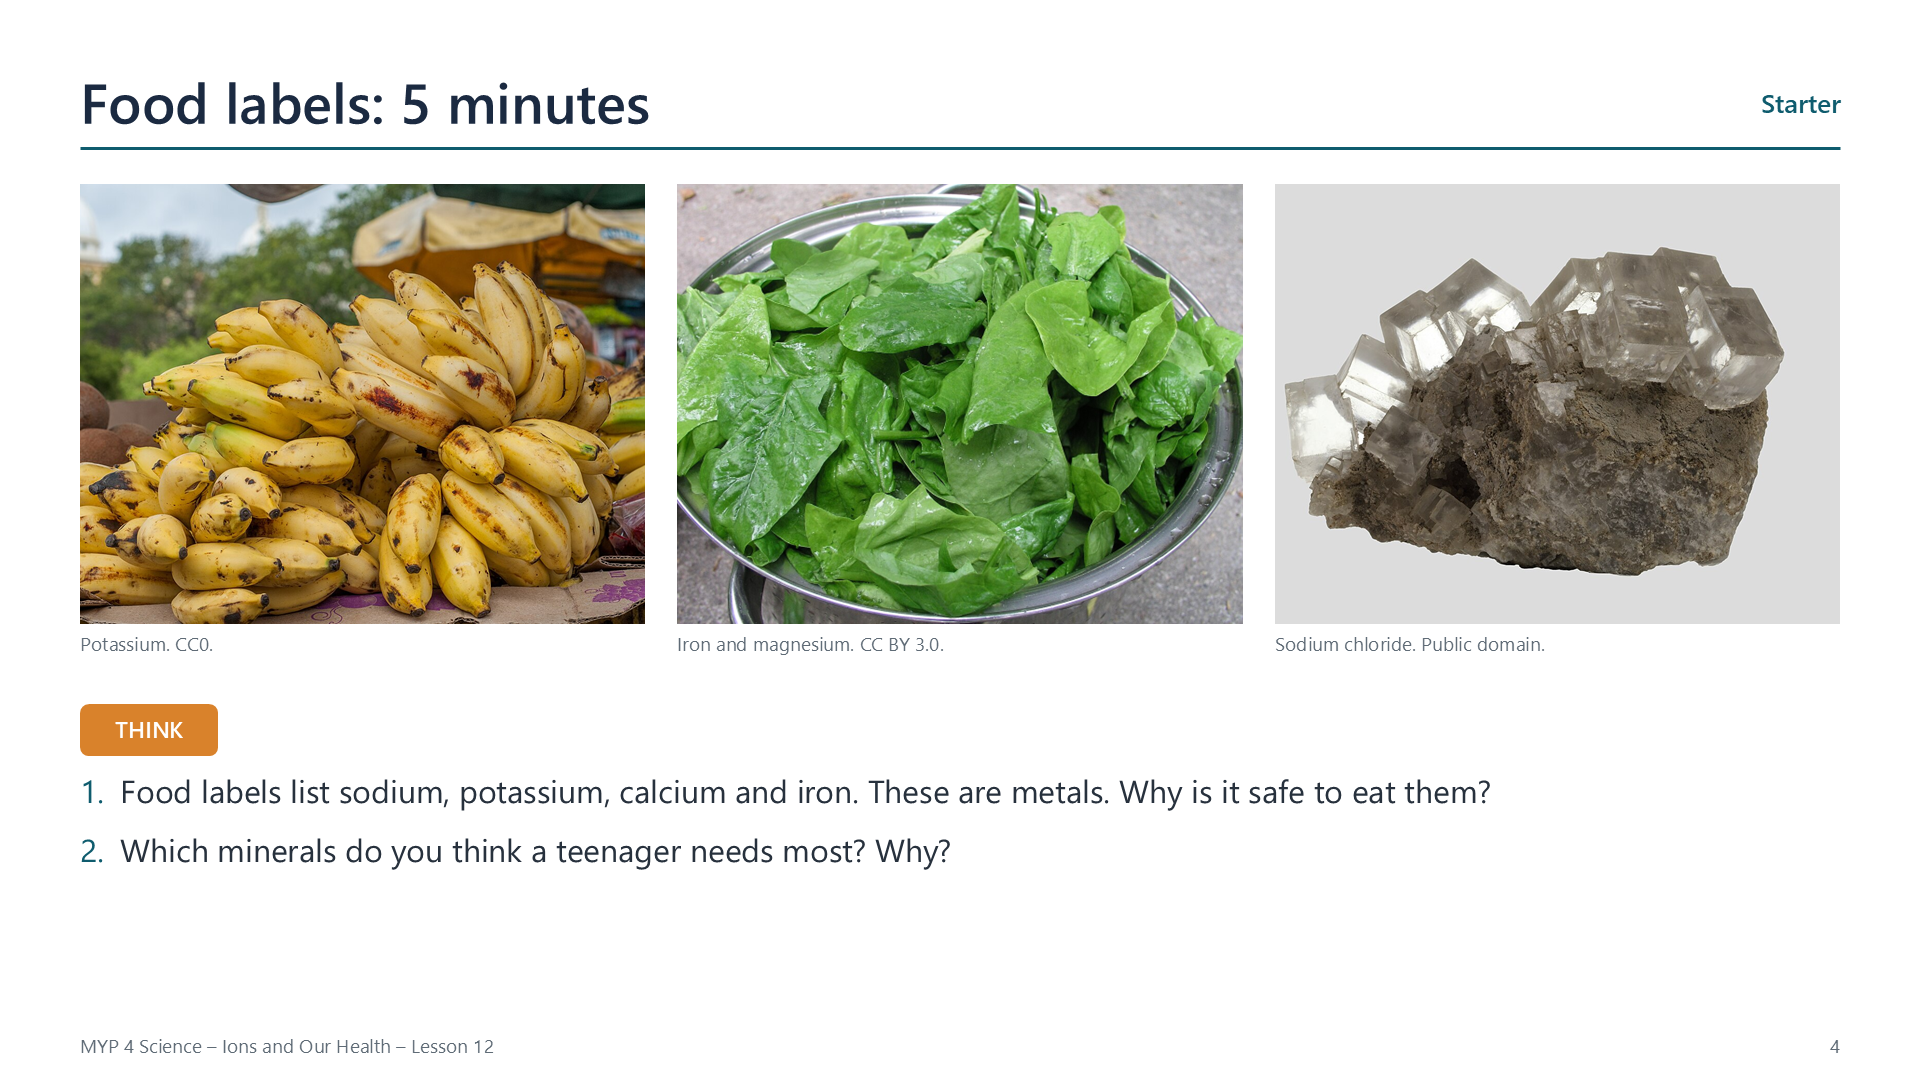 Food labels: 5 minutes
Starter
Potassium. CC0.
Iron and magnesium. CC BY 3.0.
Sodium chloride. Public domain.
THINK
1. Food labels list sodium, potassium, calcium and iron. These are metals. Why is it safe to eat them?
2. Which minerals do you think a teenager needs most? Why?
MYP 4 Science – Ions and Our Health – Lesson 12
4